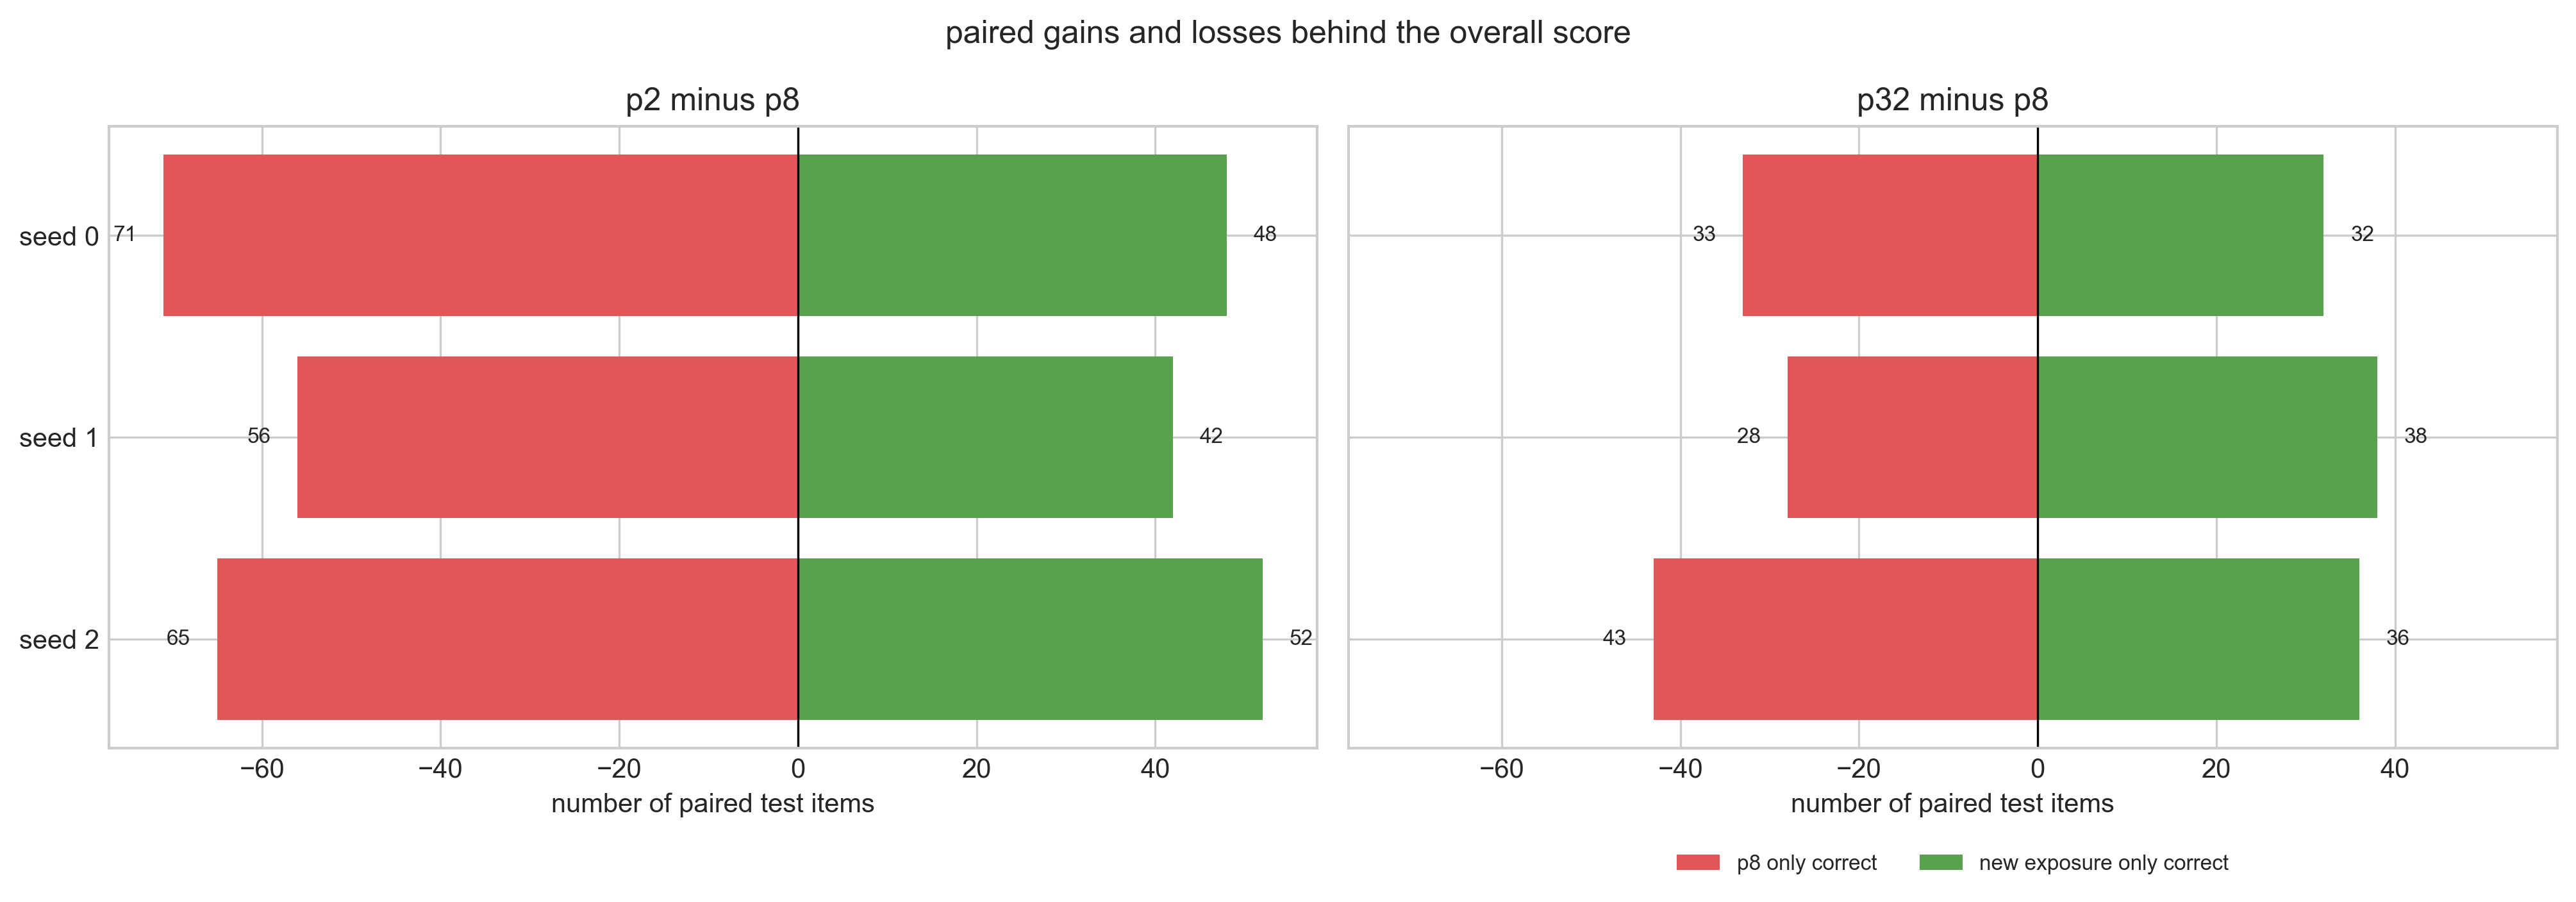 paired gains and losses behind the overall score
p2 minus p8
p32 minus p8
seed 0
71
48
33
32
seed 1
56
42
28
38
seed 2
65
52
43
36
−60 −40 −20 0 20 40
−60 −40 −20 0 20 40
number of paired test items
number of paired test items
p8 only correct
new exposure only correct